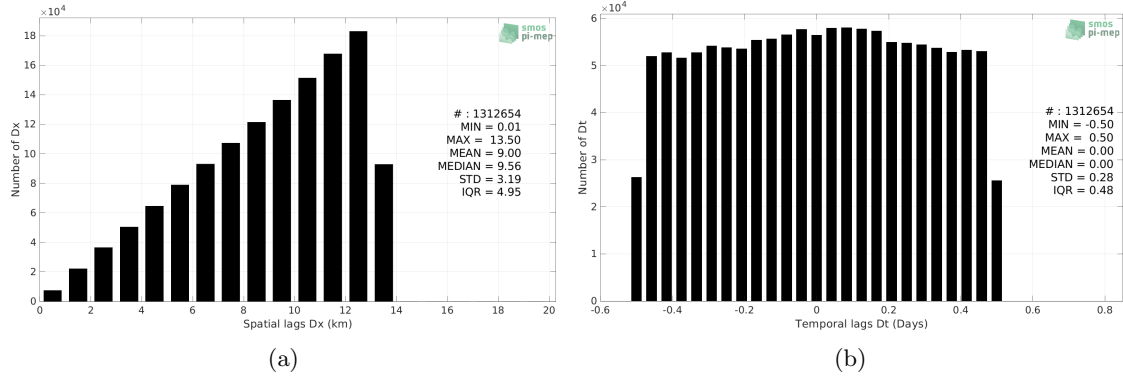 ×10⁴
18
16
14
12
10
8
6
4
2
0
Number of Dx
0 2 4 6 8 10 12 14 16 18 20
Spatial lags Dx (km)
smos
pi-mep
# : 1312654
MIN = 0.01
MAX = 13.50
MEAN = 9.00
MEDIAN = 9.56
STD = 3.19
IQR = 4.95
(a)
×10⁴
6
5
4
3
2
1
0
Number of Dt
-0.6 -0.4 -0.2 0 0.2 0.4 0.6 0.8
Temporal lags Dt (Days)
smos
pi-mep
# : 1312654
MIN = -0.50
MAX = 0.50
MEAN = 0.00
MEDIAN = 0.00
STD = 0.28
IQR = 0.48
(b)